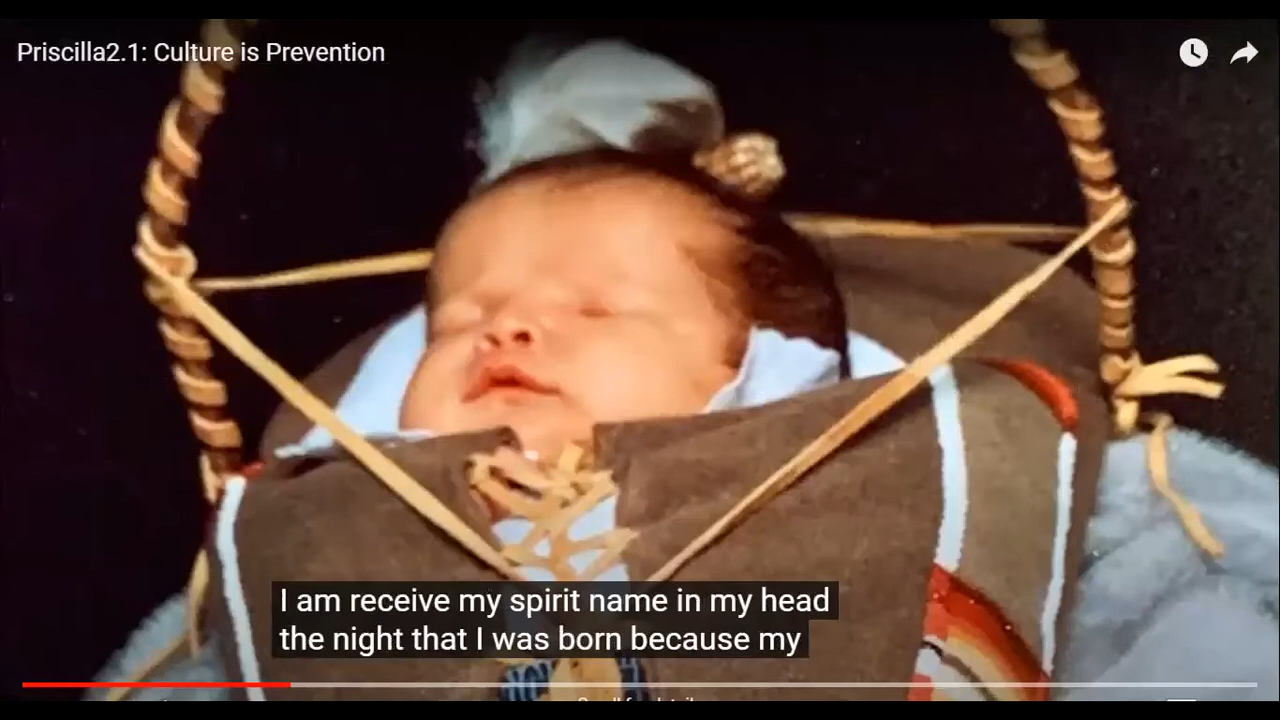 Priscilla2.1: Culture is Prevention
I am receive my spirit name in my head
the night that I was born because my